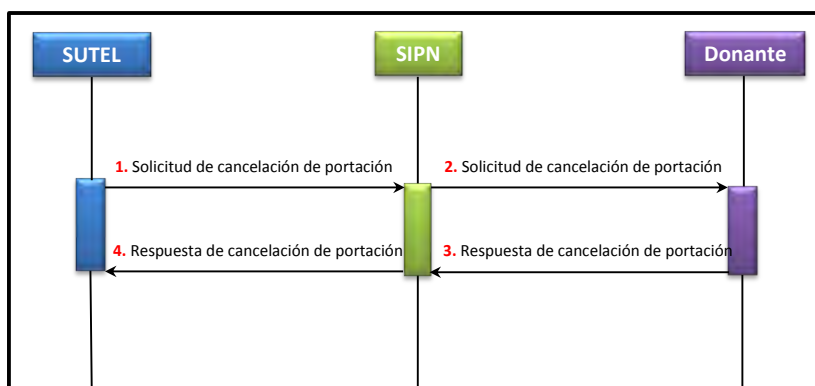 SUTEL
SIPN
Donante
1. Solicitud de cancelación de portación
2. Solicitud de cancelación de portación
4. Respuesta de cancelación de portación
3. Respuesta de cancelación de portación